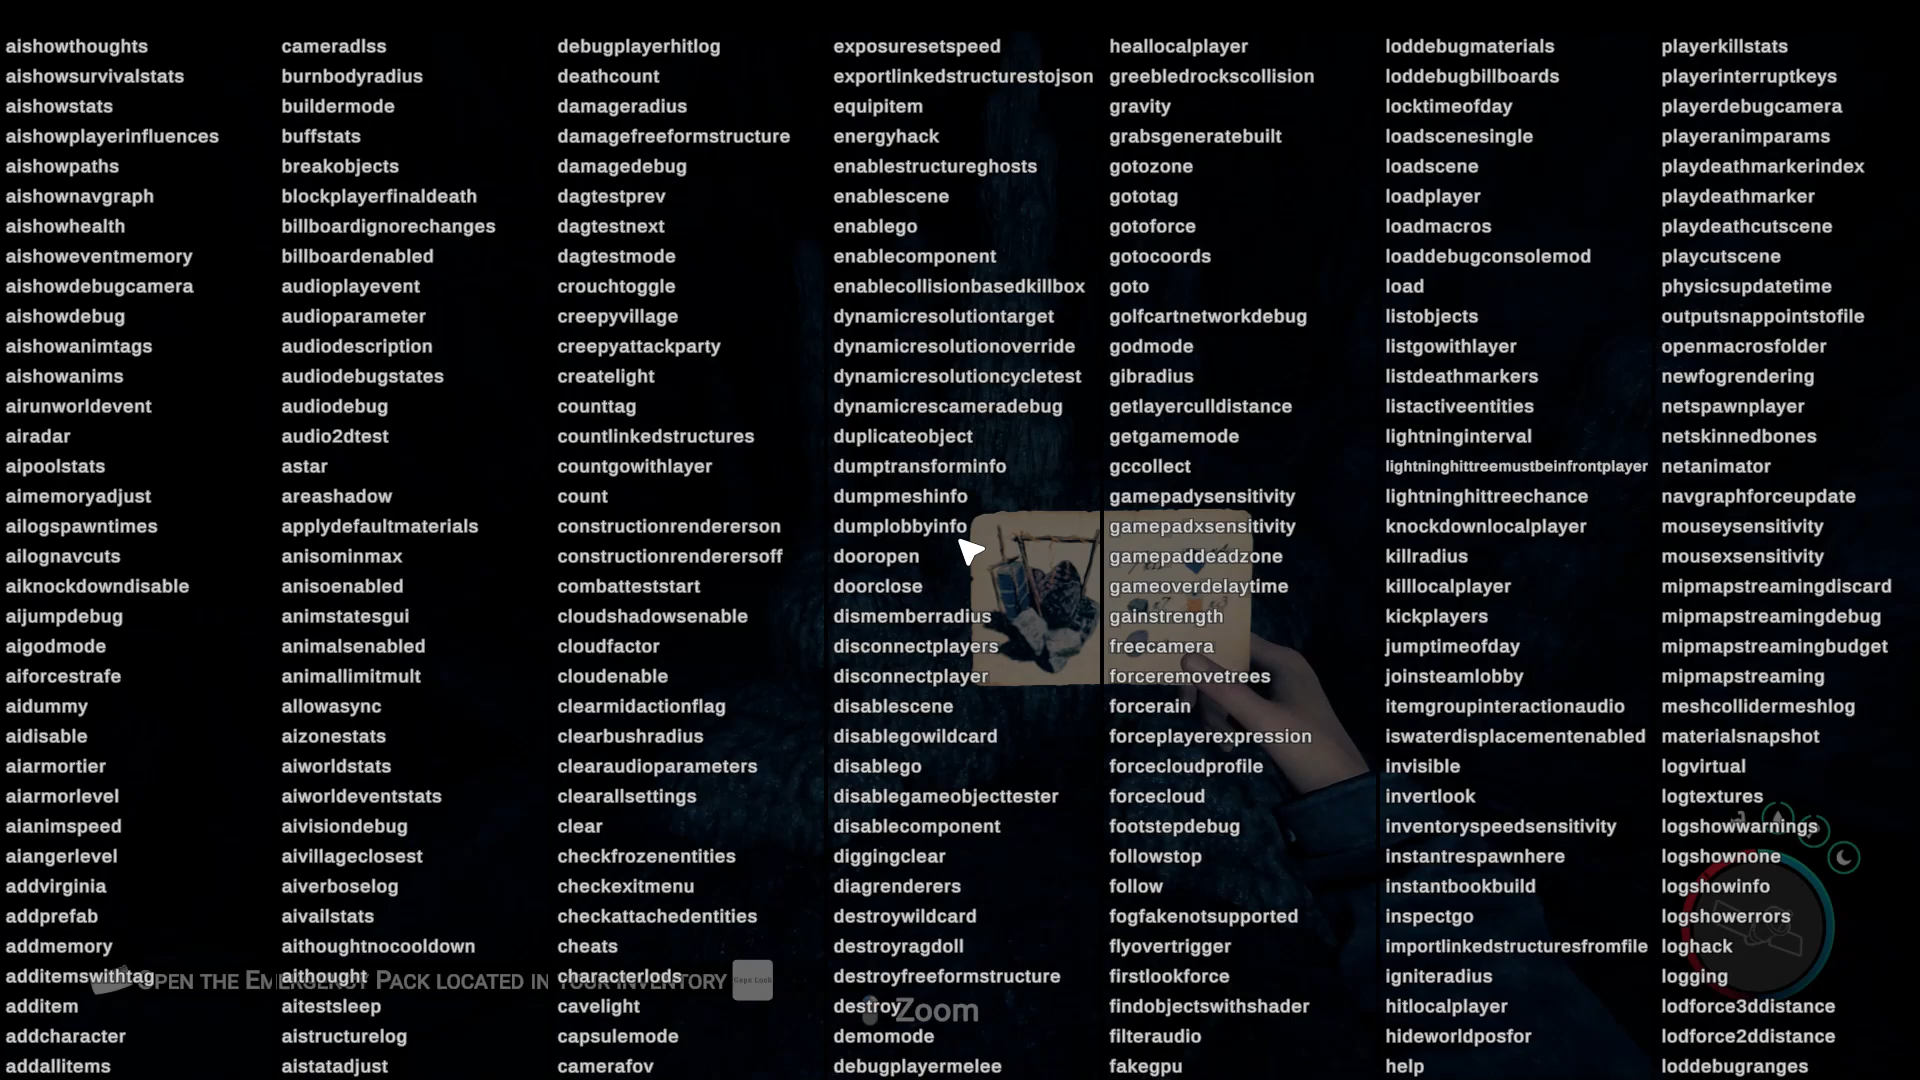 aishowthoughts
aishowsurvivalstats
aishowstats
aishowplayerinfluences
aishowpaths
aishownavgraph
aishowhealth
aishoweventmemory
aishowdebugcamera
aishowdebug
aishowanimtags
aishowanims
airunworldevent
airadar
aipoolstats
aimemoryadjust
ailogspawntimes
ailognavcuts
aiknockdowndisable
aijumpdebug
aigodmode
aiforcestrafe
aidummy
aidisable
aiarmortier
aiarmorlevel
aianimspeed
aiangerlevel
addvirginia
addprefab
addmemory
additemswithtag
additem
addcharacter
addallitems
cameradlss
burnbodyradius
buildermode
buffstats
breakobjects
blockplayerfinaldeath
billboardignorechanges
billboardenabled
audioplayevent
audioparameter
audiodescription
audiodebugstates
audiodebug
audio2dtest
astar
areashadow
applydefaultmaterials
anisominmax
anisoenabled
animstatesgui
animalsenabled
animallimitmult
allowasync
aizonestats
aiworldstats
aiworldeventstats
aivisiondebug
aivillageclosest
aiverboselog
aivailstats
aithoughtnocooldown
aithought
aitestsleep
aistructurelog
aistatadjust
debugplayerhitlog
deathcount
damageradius
damagefreeformstructure
damagedebug
dagtestprev
dagtestnext
dagtestmode
crouchtoggle
creepyvillage
creepyattackparty
createlight
counttag
countlinkedstructures
countgowithlayer
count
constructionrendererson
constructionrenderersoff
combatteststart
cloudshadowsenable
cloudfactor
cloudenable
clearmidactionflag
clearbushradius
clearaudioparameters
clearallsettings
clear
checkfrozenentities
checkexitmenu
checkattachedentities
cheats
characterlods
cavelight
capsulemode
camerafov
exposuresetspeed
exportlinkedstructurestojson
equipitem
energyhack
enablestructureghosts
enablescene
enablego
enablecomponent
enablecollisionbasedkillbox
dynamicresolutiontarget
dynamicresolutionoverride
dynamicresolutioncycletest
dynamicrescameradebug
duplicateobject
dumptransforminfo
dumpmeshinfo
dumplobbyinfo
dooropen
doorclose
dismemberradius
disconnectplayers
disconnectplayer
disablescene
disablegowildcard
disablego
disablegameobjecttester
disablecomponent
diggingclear
diagrenderers
destroywildcard
destroyragdoll
destroyfreeformstructure
destroy
demomode
debugplayermelee
heallocalplayer
greebledrockscollision
gravity
grabsgeneratebuilt
gotozone
gototag
gotoforce
gotocoords
goto
golfcartnetworkdebug
godmode
gibradius
getlayerculldistance
getgamemode
gccollect
gamepadysensitivity
gamepadxsensitivity
gamepaddeadzone
gameoverdelaytime
gainstrength
freecamera
forceremovetrees
forcerain
forceplayerexpression
forcecloudprofile
forcecloud
footstepdebug
followstop
follow
fogfakenotsupported
flyovertrigger
firstlookforce
findobjectswithshader
filteraudio
fakegpu
loddebugmaterials
loddebugbillboards
locktimeofday
loadscenesingle
loadscene
loadplayer
loadmacros
loaddebugconsolemod
load
listobjects
listgowithlayer
listdeathmarkers
listactiveentities
lightninginterval
lightninghittreemustbeinfrontplayer
lightninghittreechance
knockdownlocalplayer
killradius
killlocalplayer
kickplayers
jumptimeofday
joinsteamlobby
itemgroupinteractionaudio
iswaterdisplacementenabled
invisible
invertlook
inventoryspeedsensitivity
instantrespawnhere
instantbookbuild
inspectgo
importlinkedstructuresfromfile
igniteradius
hitlocalplayer
hideworldposfor
help
playerkillstats
playerinterruptkeys
playerdebugcamera
playeranimparams
playdeathmarkerindex
playdeathmarker
playdeathcutscene
playcutscene
physicsupdatetime
outputsnappointstofile
openmacrosfolder
newfogrendering
netspawnplayer
netskinnedbones
netanimator
navgraphforceupdate
mouseysensitivity
mousexsensitivity
mipmapstreamingdiscard
mipmapstreamingdebug
mipmapstreamingbudget
mipmapstreaming
meshcollidermeshlog
materialsnapshot
logvirtual
logtextures
logshowwarnings
logshownone
logshowinfo
logshowerrors
loghack
logging
lodforce3ddistance
lodforce2ddistance
loddebugranges
OPEN THE EMERGENCY PACK LOCATED IN YOUR INVENTORY
Caps Lock
Zoom